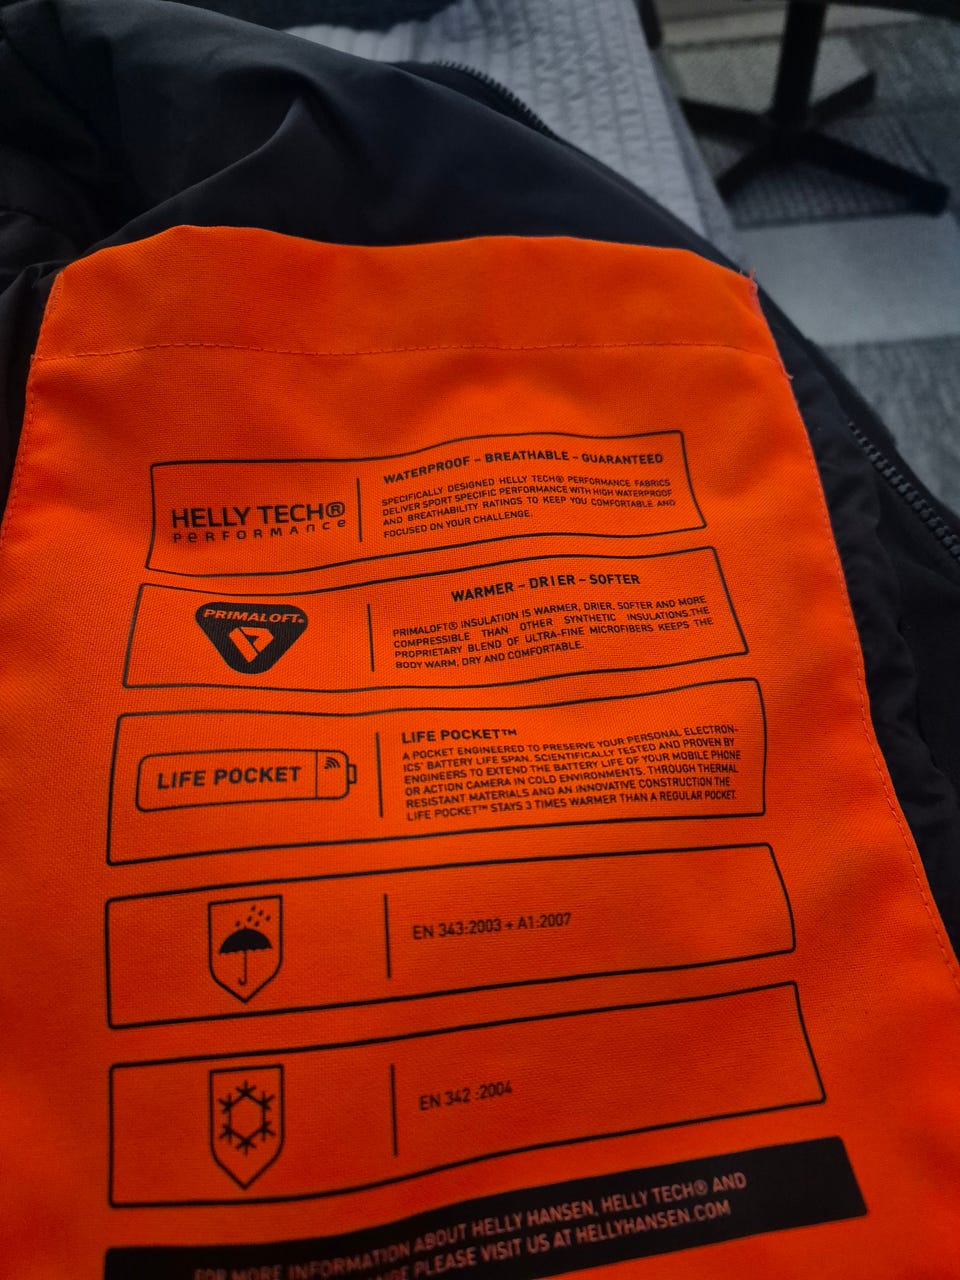 HELLY TECH®
PERFORMANCE
WATERPROOF - BREATHABLE - GUARANTEED
SPECIFICALLY DESIGNED HELLY TECH® PERFORMANCE FABRICS
DELIVER SPORT SPECIFIC PERFORMANCE WITH HIGH WATERPROOF
AND BREATHABILITY RATINGS TO KEEP YOU COMFORTABLE AND
FOCUSED ON YOUR CHALLENGE.
PRIMALOFT®
WARMER - DRIER - SOFTER
PRIMALOFT® INSULATION IS WARMER, DRIER, SOFTER AND MORE
COMPRESSIBLE THAN OTHER SYNTHETIC INSULATIONS.THE
PROPRIETARY BLEND OF ULTRA-FINE MICROFIBERS KEEPS THE
BODY WARM, DRY AND COMFORTABLE.
LIFE POCKET
LIFE POCKET™
A POCKET ENGINEERED TO PRESERVE YOUR PERSONAL ELECTRON-
ICS' BATTERY LIFE SPAN. SCIENTIFICALLY TESTED AND PROVEN BY
ENGINEERS TO EXTEND THE BATTERY LIFE OF YOUR MOBILE PHONE
OR ACTION CAMERA IN COLD ENVIRONMENTS. THROUGH THERMAL
RESISTANT MATERIALS AND AN INNOVATIVE CONSTRUCTION THE
LIFE POCKET™ STAYS 3 TIMES WARMER THAN A REGULAR POCKET.
EN 343:2003 + A1:2007
EN 342 :2004
FOR MORE INFORMATION ABOUT HELLY HANSEN, HELLY TECH® AND
PLEASE VISIT US AT HELLYHANSEN.COM